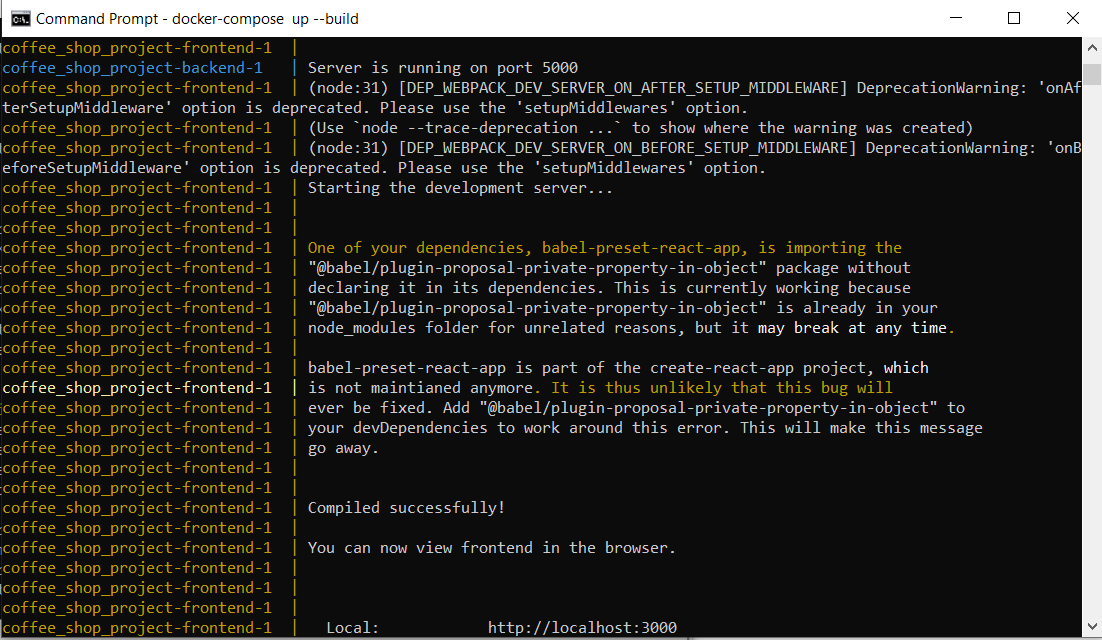 Command Prompt - docker-compose up --build
coffee_shop_project-frontend-1 |
coffee_shop_project-backend-1 | Server is running on port 5000
coffee_shop_project-frontend-1 | (node:31) [DEP_WEBPACK_DEV_SERVER_ON_AFTER_SETUP_MIDDLEWARE] DeprecationWarning: 'onAf
terSetupMiddleware' option is deprecated. Please use the 'setupMiddlewares' option.
coffee_shop_project-frontend-1 | (Use `node --trace-deprecation ...` to show where the warning was created)
coffee_shop_project-frontend-1 | (node:31) [DEP_WEBPACK_DEV_SERVER_ON_BEFORE_SETUP_MIDDLEWARE] DeprecationWarning: 'onB
eforeSetupMiddleware' option is deprecated. Please use the 'setupMiddlewares' option.
coffee_shop_project-frontend-1 | Starting the development server...
coffee_shop_project-frontend-1 |
coffee_shop_project-frontend-1 |
coffee_shop_project-frontend-1 | One of your dependencies, babel-preset-react-app, is importing the
coffee_shop_project-frontend-1 | "@babel/plugin-proposal-private-property-in-object" package without
coffee_shop_project-frontend-1 | declaring it in its dependencies. This is currently working because
coffee_shop_project-frontend-1 | "@babel/plugin-proposal-private-property-in-object" is already in your
coffee_shop_project-frontend-1 | node_modules folder for unrelated reasons, but it may break at any time.
coffee_shop_project-frontend-1 |
coffee_shop_project-frontend-1 | babel-preset-react-app is part of the create-react-app project, which
coffee_shop_project-frontend-1 | is not maintianed anymore. It is thus unlikely that this bug will
coffee_shop_project-frontend-1 | ever be fixed. Add "@babel/plugin-proposal-private-property-in-object" to
coffee_shop_project-frontend-1 | your devDependencies to work around this error. This will make this message
coffee_shop_project-frontend-1 | go away.
coffee_shop_project-frontend-1 |
coffee_shop_project-frontend-1 |
coffee_shop_project-frontend-1 | Compiled successfully!
coffee_shop_project-frontend-1 |
coffee_shop_project-frontend-1 | You can now view frontend in the browser.
coffee_shop_project-frontend-1 |
coffee_shop_project-frontend-1 |
coffee_shop_project-frontend-1 |
coffee_shop_project-frontend-1 | Local: http://localhost:3000